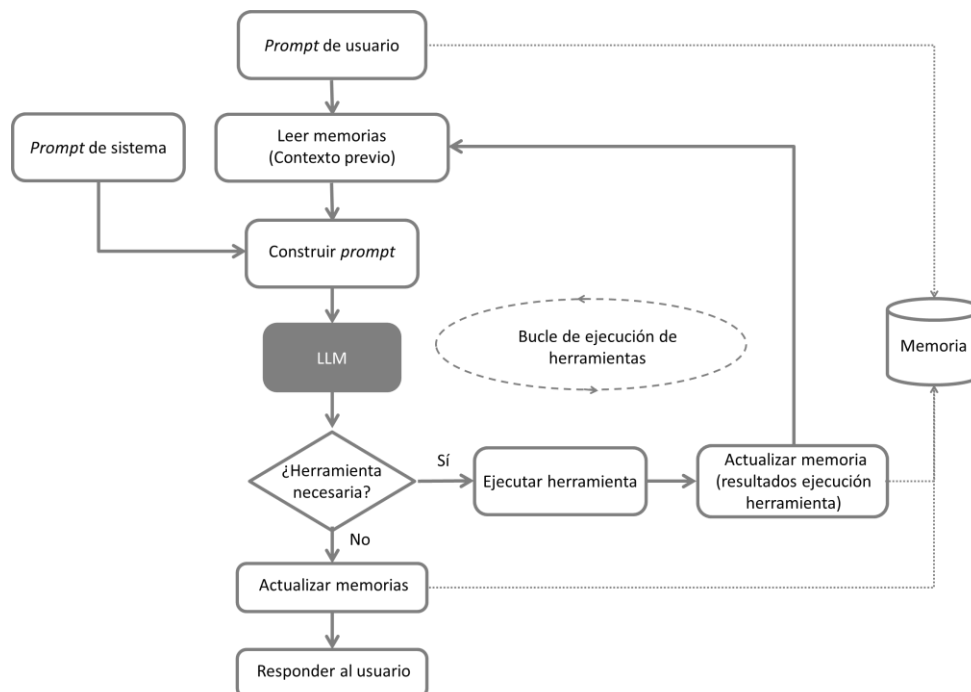 Prompt de usuario
Leer memorias
(Contexto previo)
Prompt de sistema
Construir prompt
LLM
Bucle de ejecución de
herramientas
Memoria
¿Herramienta
necesaria?
Sí
Ejecutar herramienta
Actualizar memoria
(resultados ejecución
herramienta)
No
Actualizar memorias
Responder al usuario